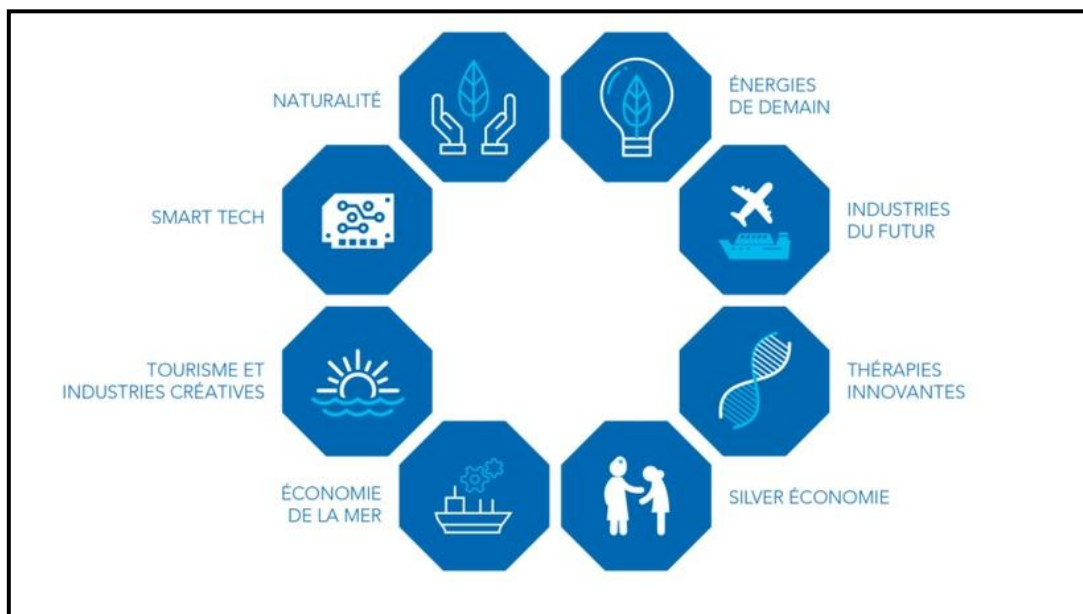 NATURALITÉ
ÉNERGIES
DE DEMAIN
SMART TECH
INDUSTRIES
DU FUTUR
TOURISME ET
INDUSTRIES CRÉATIVES
THÉRAPIES
INNOVANTES
ÉCONOMIE
DE LA MER
SILVER ÉCONOMIE